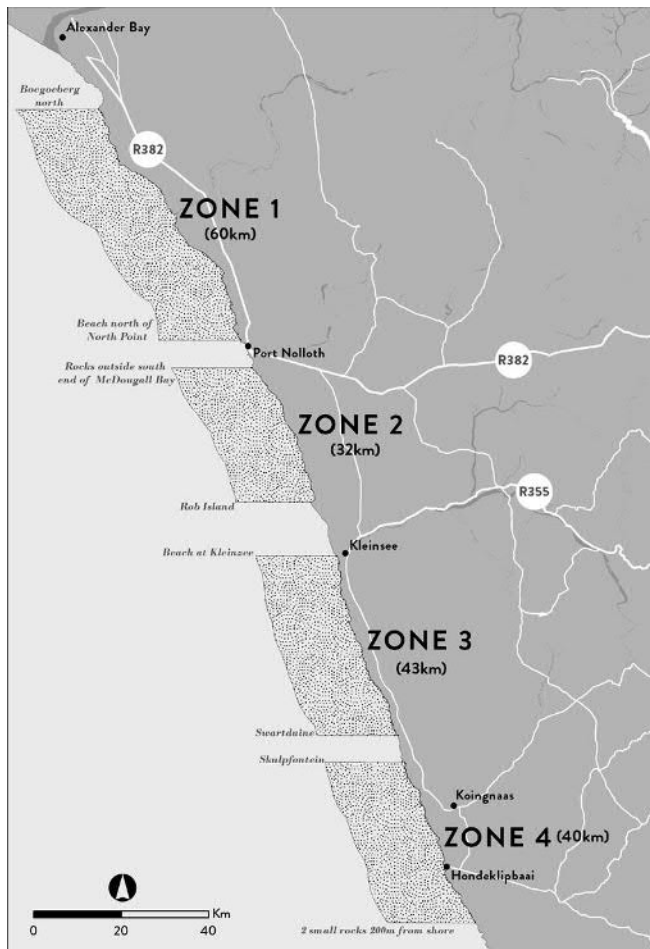 Alexander Bay
Boegoeberg
north
R382
ZONE 1
(60km)
Beach north of
North Point
Port Nolloth
Rocks outside south
end of McDougall Bay
R382
ZONE 2
(32km)
R355
Rob Island
Kleinsee
Beach at Kleinzee
ZONE 3
(43km)
Swartduine
Skulpfontein
Koingnaas
ZONE 4 (40km)
Hondeklipbaai
Km
0 20 40
2 small rocks 200m from shore